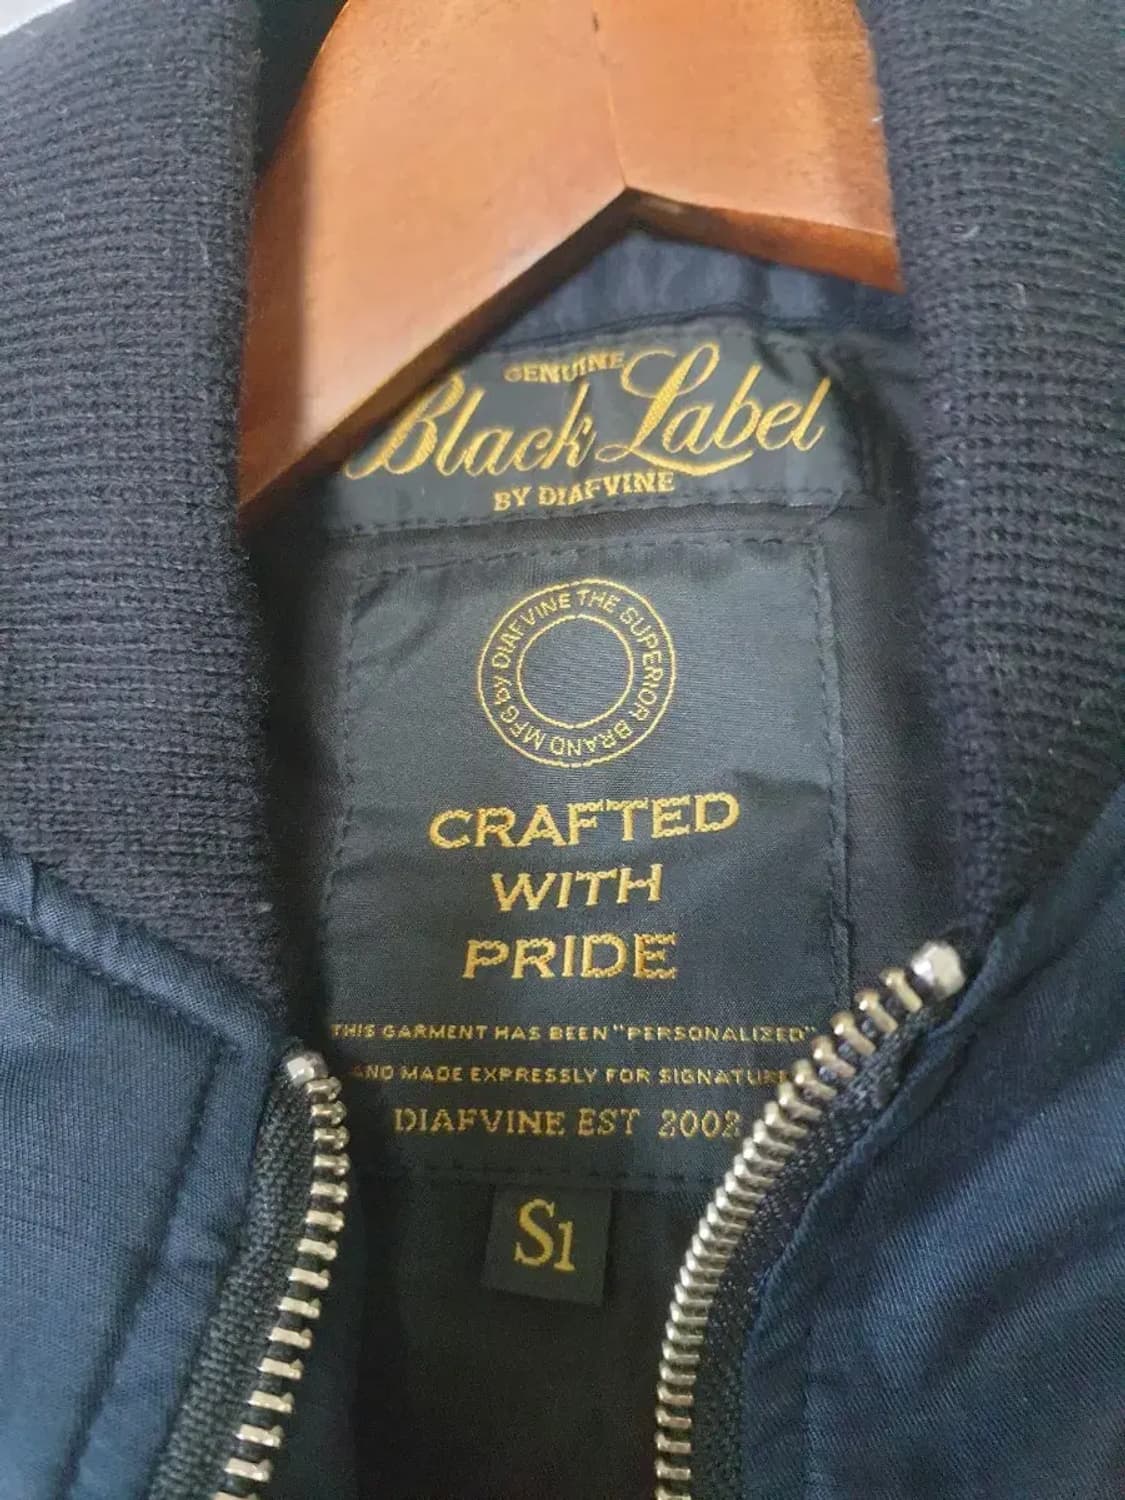 GENUINE
Black Label
BY DIAFVINE
MFG by DIAFVINE THE SUPERIOR BRAND
CRAFTED
WITH
PRIDE
THIS GARMENT HAS BEEN "PERSONALIZED"
AND MADE EXPRESSLY FOR SIGNATURE
DIAFVINE EST 2002
S1